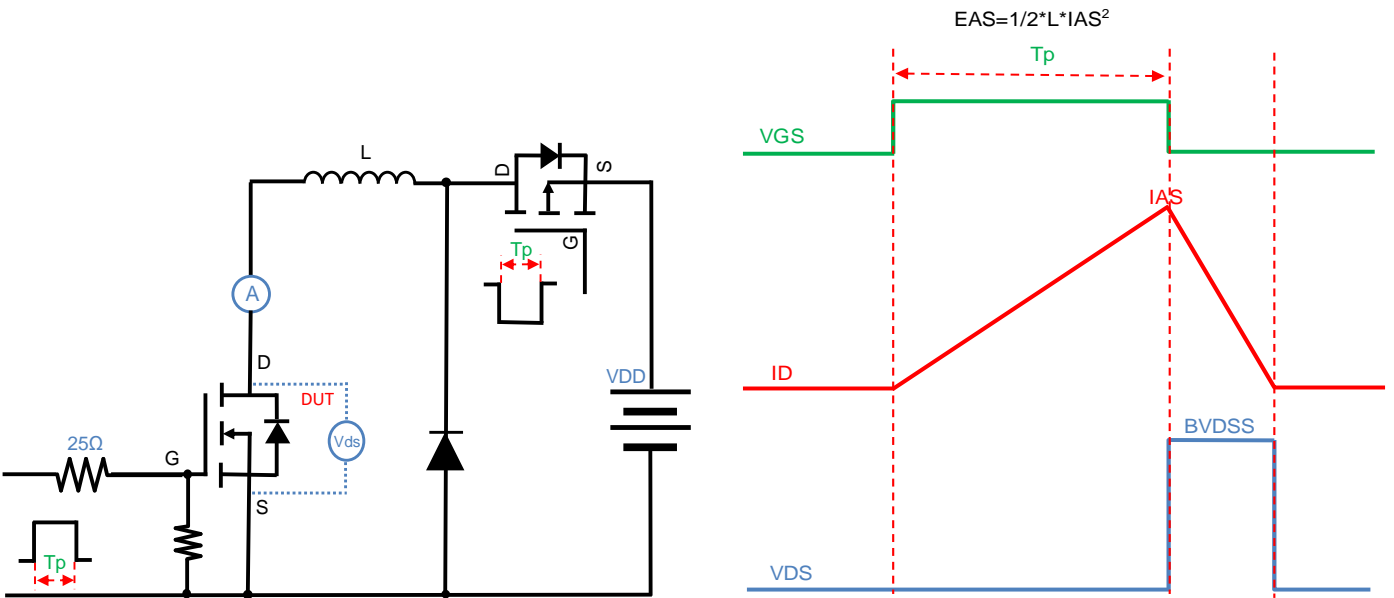 EAS=1/2*L*IAS²
Tp
VGS
IAS
ID
BVDSS
VDS
L
D
S
G
Tp
A
D
DUT
Vds
VDD
25Ω
G
S
Tp